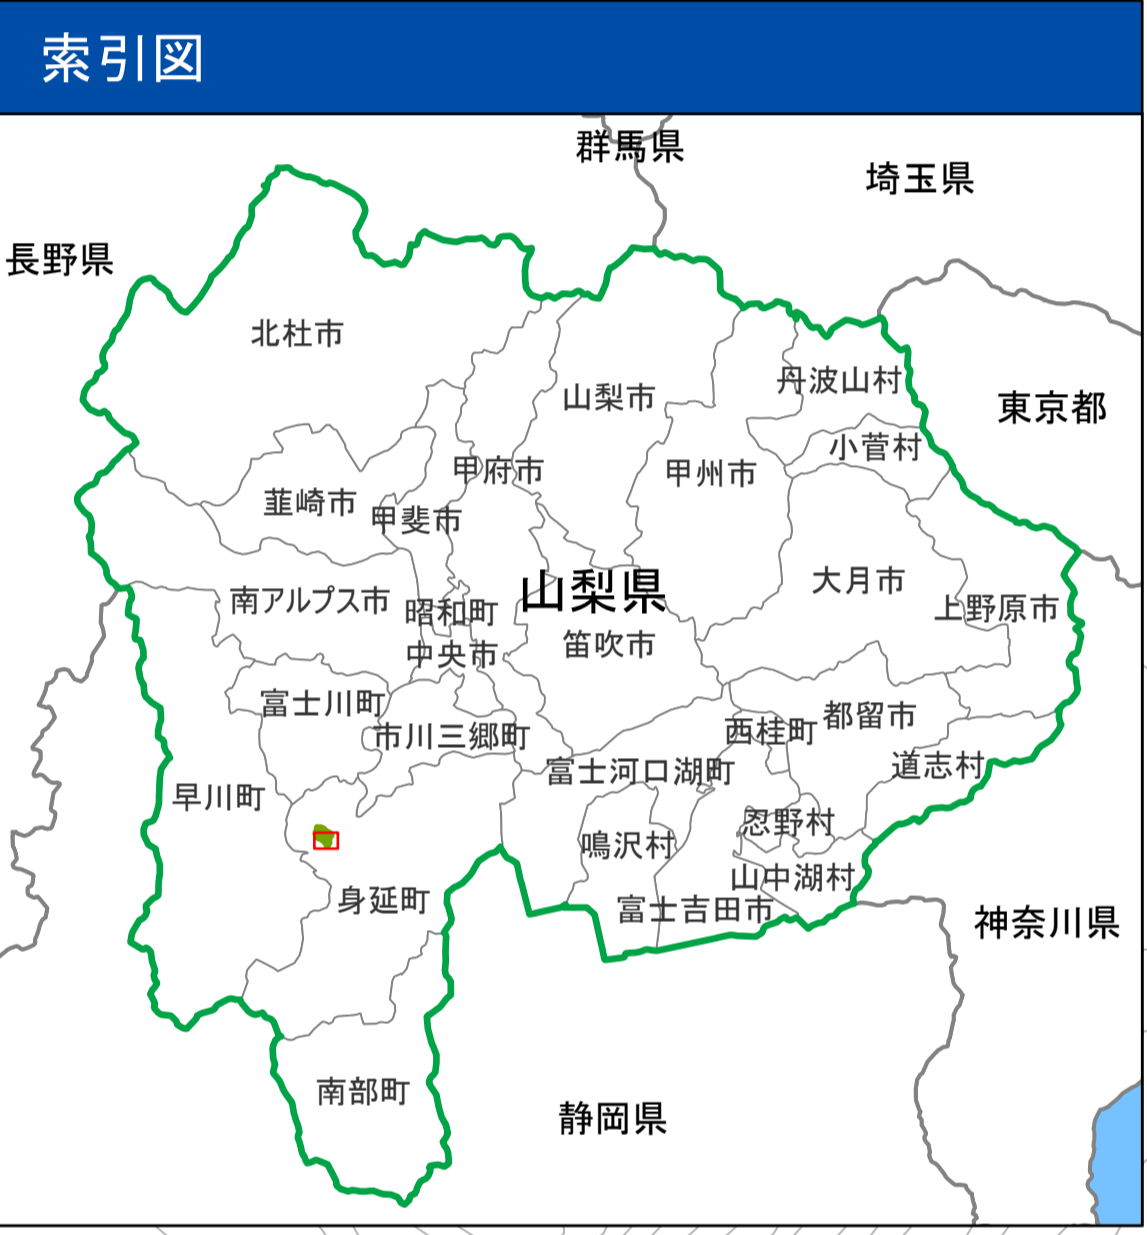 索引図
群馬県
埼玉県
長野県
北杜市
丹波山村
山梨市
東京都
小菅村
甲府市
甲州市
韮崎市
甲斐市
大月市
山梨県
南アルプス市
昭和町
上野原市
笛吹市
中央市
富士川町
都留市
西桂町
市川三郷町
道志村
富士河口湖町
早川町
忍野村
鳴沢村
山中湖村
身延町
富士吉田市
神奈川県
南部町
静岡県